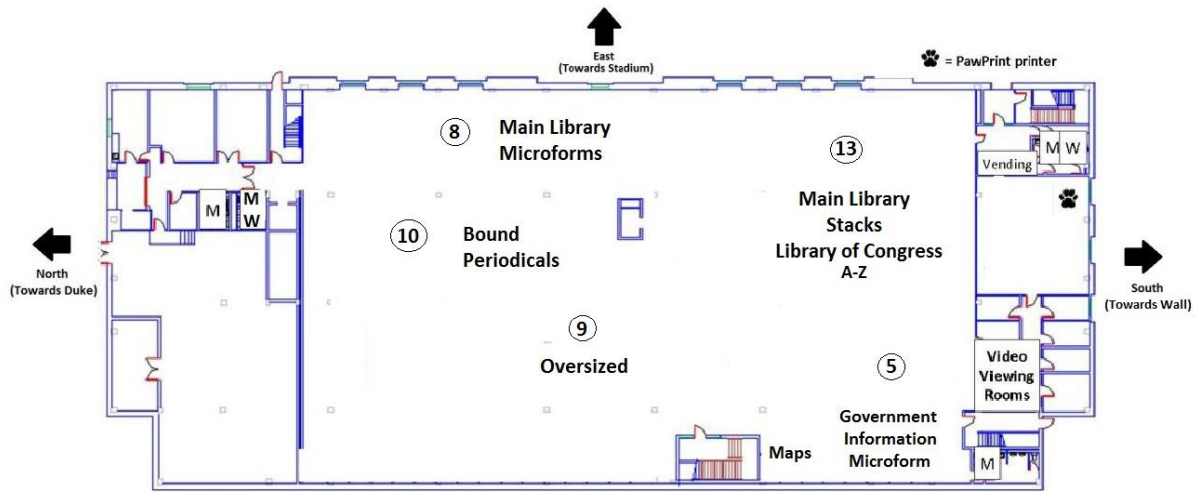 East
(Towards Stadium)
= PawPrint printer
8
Main Library
Microforms
13
M W
Vending
M
M
W
Main Library
Stacks
Library of Congress
A-Z
10
Bound
Periodicals
North
(Towards Duke)
South
(Towards Wall)
9
Oversized
5
Video
Viewing
Rooms
Government
Information
Microform
Maps
M